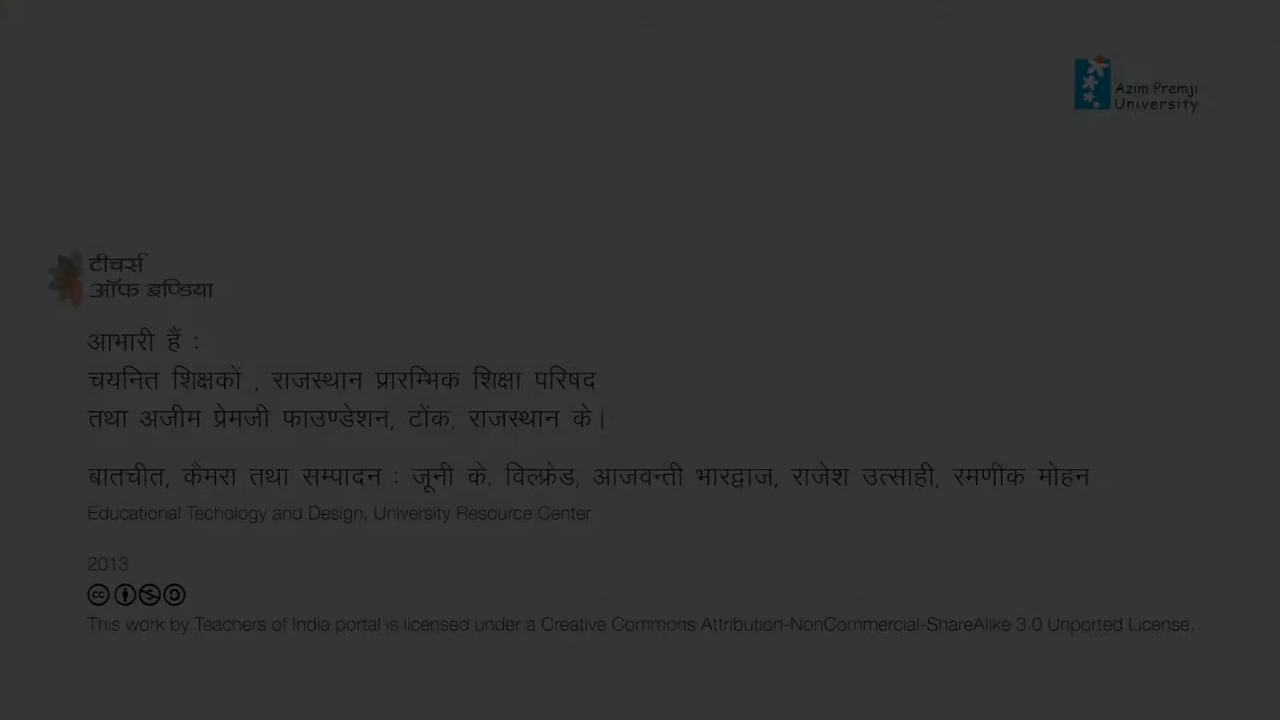 Azim Premji
University
टीचर्स
ऑफ इण्डिया
आभारी हैं :
चयनित शिक्षकों , राजस्थान प्रारम्भिक शिक्षा परिषद
तथा अज़ीम प्रेमजी फाउण्डेशन, टोंक, राजस्थान के।
बातचीत, कैमरा तथा सम्पादन : जूनी के. विल्फ्रेड, आजवन्ती भारद्वाज, राजेश उत्साही, रमणीक मोहन
Educational Techology and Design, University Resource Center
2013
This work by Teachers of India portal is licensed under a Creative Commons Attribution-NonCommercial-ShareAlike 3.0 Unported License.